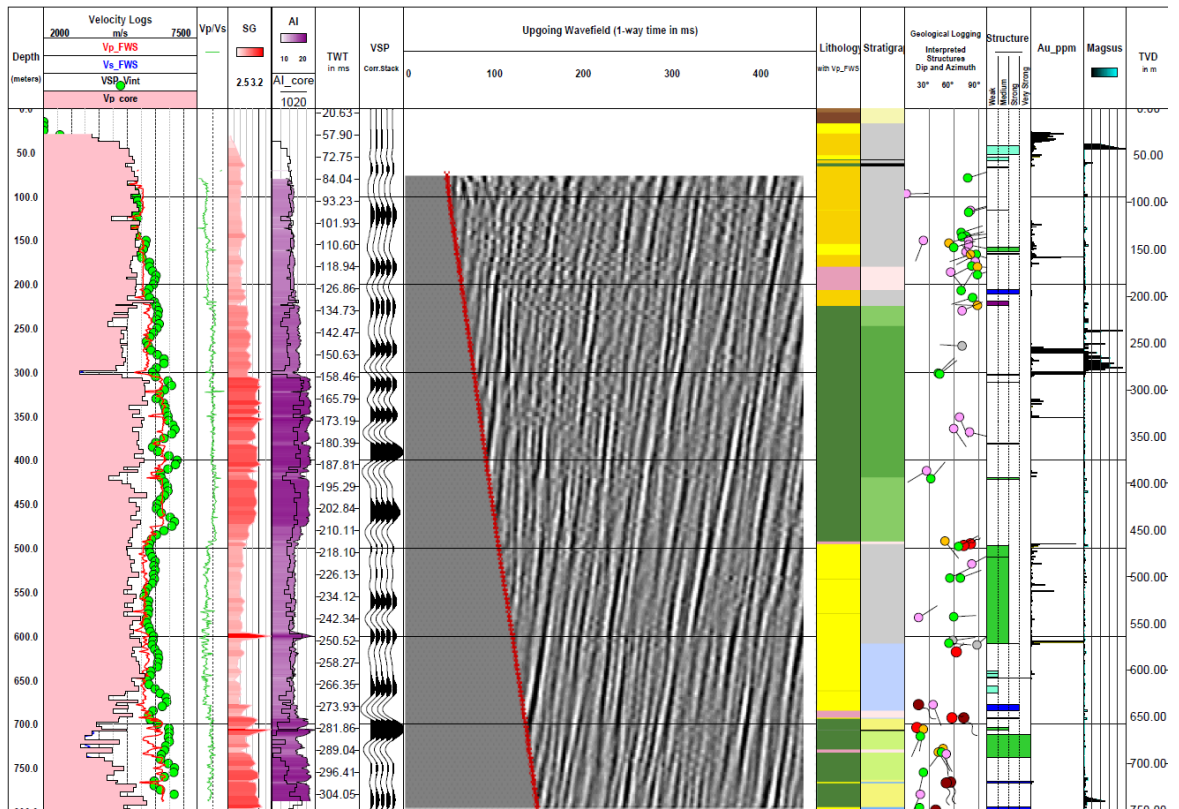 Velocity Logs
m/s
2000 7500
Vp_FWS
Vs_FWS
VSP_Vint
Vp_core
Depth
(meters)
Vp/Vs
SG
2.5 3.2
AI
10 20
AI_core
10 20
TWT
in ms
VSP
Corr.Stack
Upgoing Wavefield (1-way time in ms)
0 100 200 300 400
Lithology
with Vp_FWS
Stratigra
Geological Logging
Interpreted
Structures
Dip and Azimuth
30° 60° 90°
Structure
Weak
Medium
Strong
Very Strong
Au_ppm
Magsus
TVD
in m
0.0
50.0
100.0
150.0
200.0
250.0
300.0
350.0
400.0
450.0
500.0
550.0
600.0
650.0
700.0
750.0
-20.63
-57.90
-72.75
-84.04
-93.23
-101.93
-110.60
-118.94
-126.86
-134.73
-142.47
-150.63
-158.46
-165.79
-173.19
-180.39
-187.81
-195.29
-202.84
-210.11
-218.10
-226.13
-234.12
-242.34
-250.52
-258.27
-266.35
-273.93
-281.86
-289.04
-296.41
-304.05
0.00
-50.00
-100.00
-150.00
-200.00
-250.00
-300.00
-350.00
-400.00
-450.00
-500.00
-550.00
-600.00
-650.00
-700.00